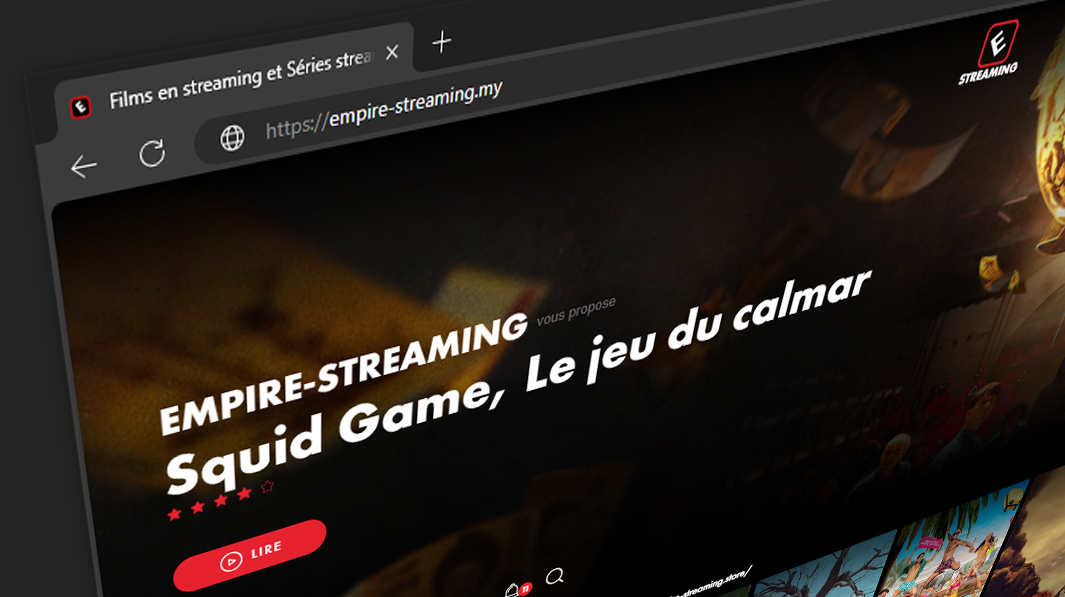 Films en streaming et Séries strea
https://empire-streaming.my
E
STREAMING
EMPIRE-STREAMING vous propose
Squid Game, Le jeu du calmar
LIRE
-streaming.store/